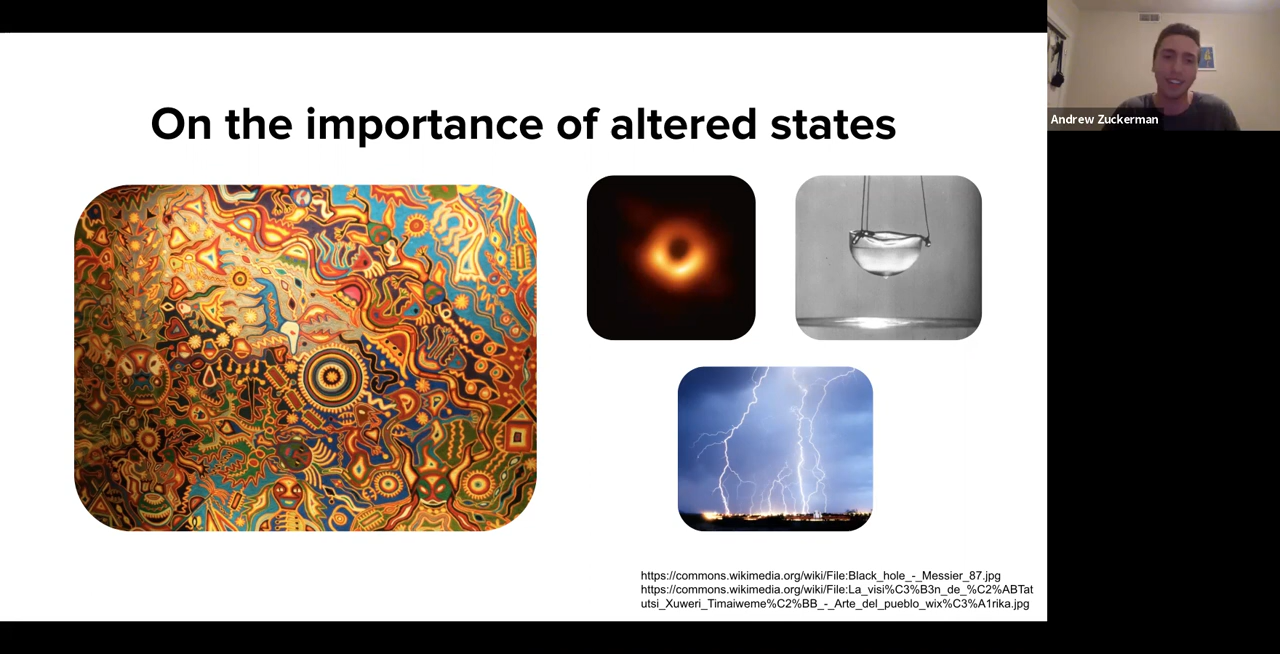 On the importance of altered states
Andrew Zuckerman
https://commons.wikimedia.org/wiki/File:Black_hole_-_Messier_87.jpg
https://commons.wikimedia.org/wiki/File:La_visi%C3%B3n_de_%C2%ABTat
utsi_Xuweri_Timaiweme%C2%BB_-_Arte_del_pueblo_wix%C3%A1rika.jpg